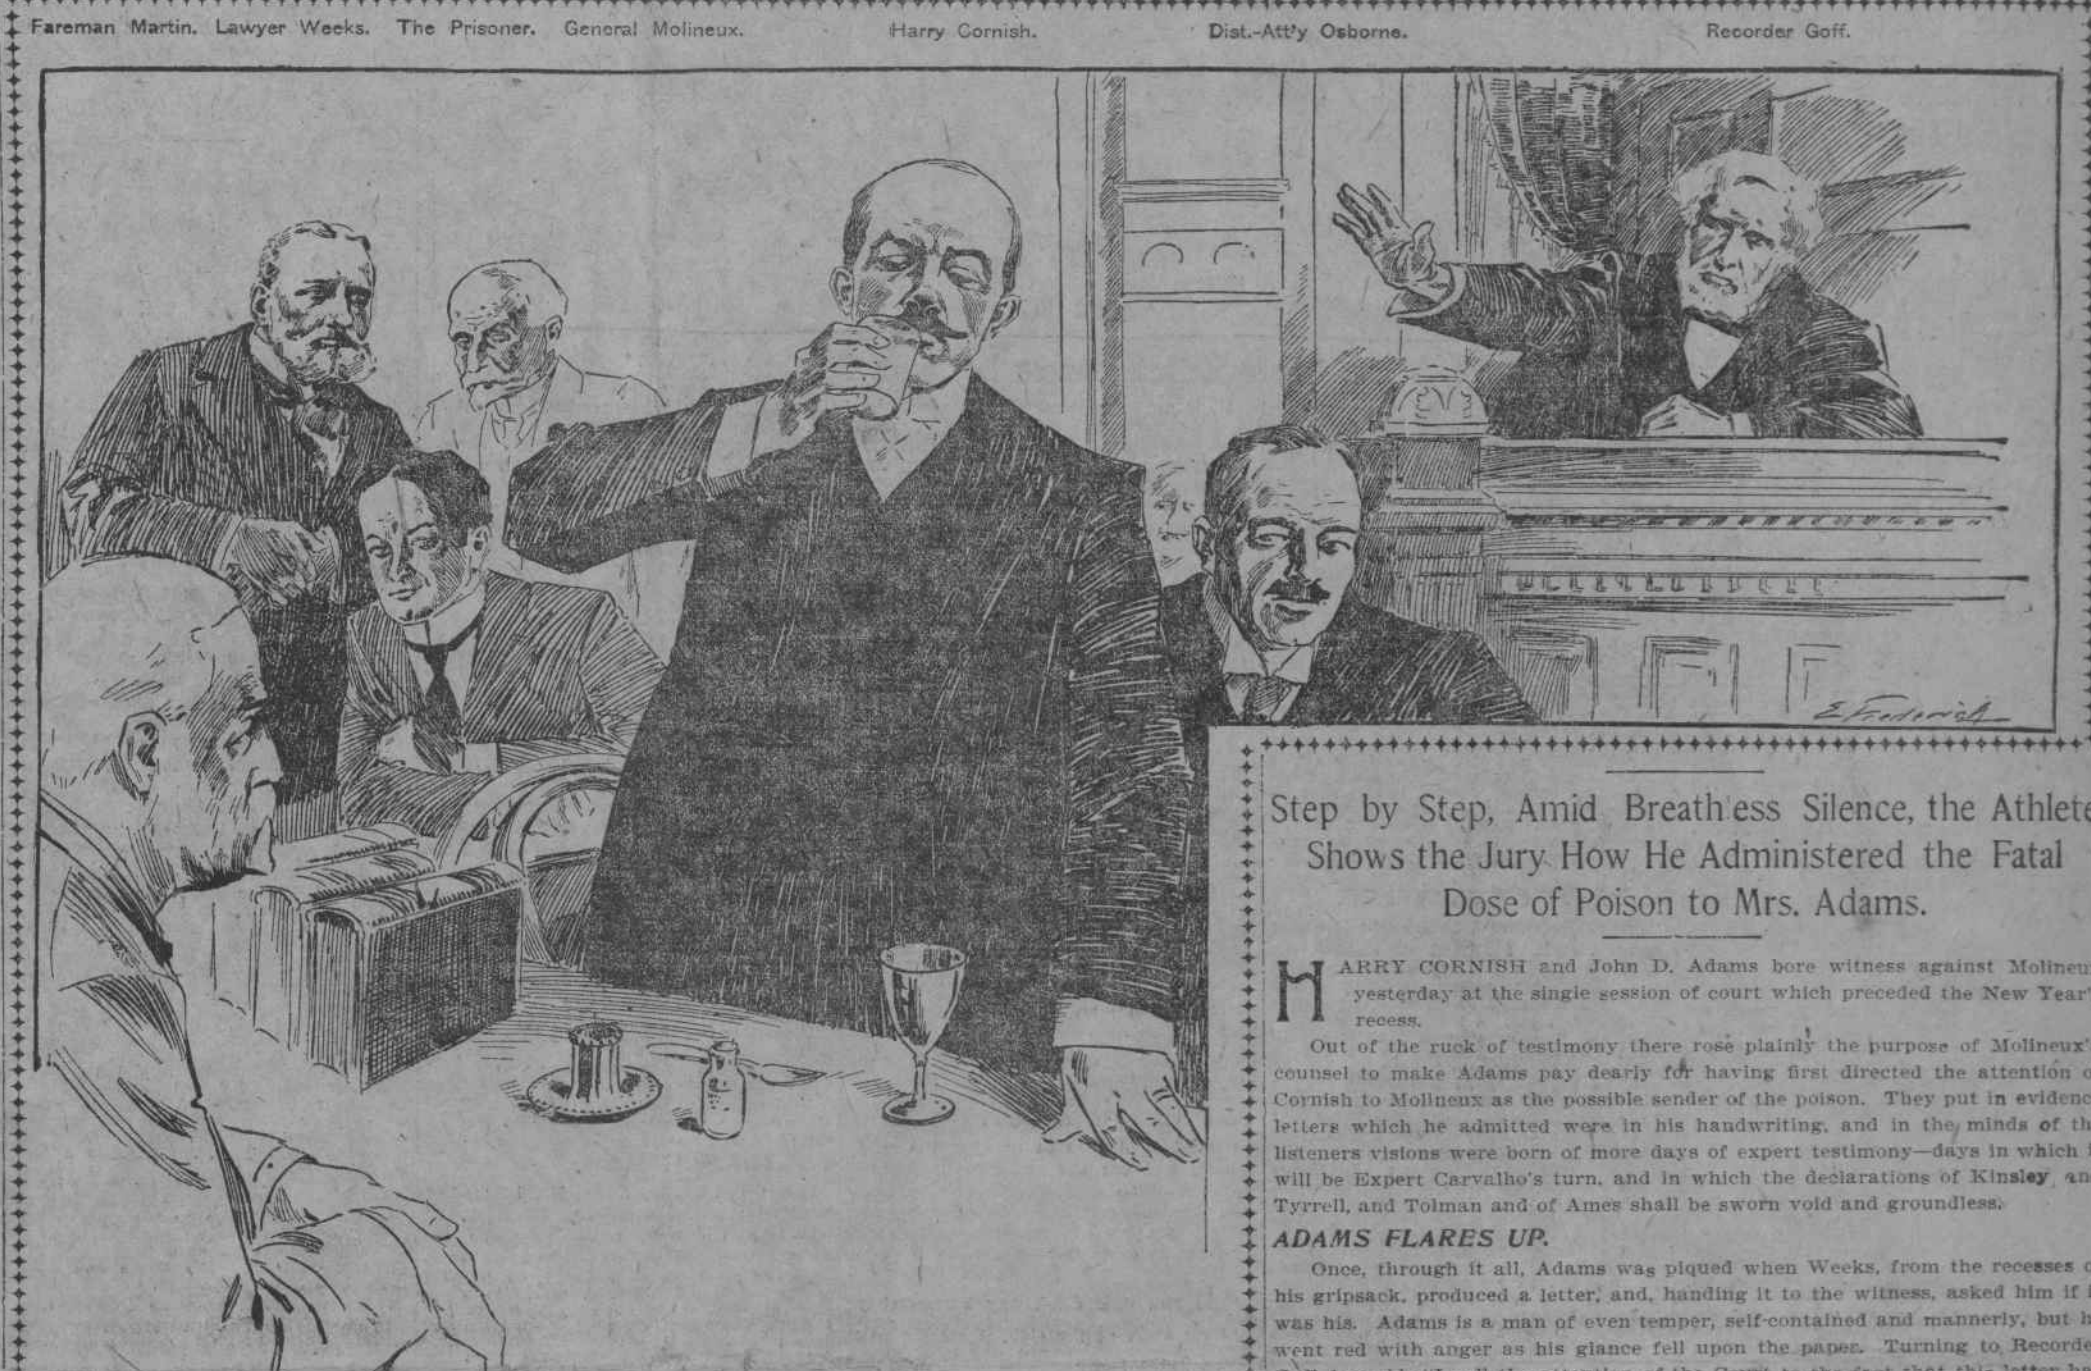 Fareman Martin. Lawyer Weeks. The Prisoner. General Molineux. Harry Cornish. Dist.-Att'y Osborne. Recorder Goff.
E Frederick
Step by Step, Amid Breathless Silence, the Athlete
Shows the Jury How He Administered the Fatal
Dose of Poison to Mrs. Adams.
HARRY CORNISH and John D. Adams bore witness against Molineu
yesterday at the single session of court which preceded the New Year'
recess.
Out of the ruck of testimony there rose plainly the purpose of Molineux'
counsel to make Adams pay dearly for having first directed the attention o
Cornish to Molineux as the possible sender of the poison. They put in evidenc
letters which he admitted were in his handwriting, and in the minds of th
listeners visions were born of more days of expert testimony—days in which
will be Expert Carvalho's turn, and in which the declarations of Kinsley an
Tyrrell, and Tolman and of Ames shall be sworn void and groundless.
ADAMS FLARES UP.
Once, through it all, Adams was piqued when Weeks, from the recesses o
his gripsack, produced a letter, and, handing it to the witness, asked him if i
was his. Adams is a man of even temper, self-contained and mannerly, but h
went red with anger as his glance fell upon the paper. Turning to Recorde